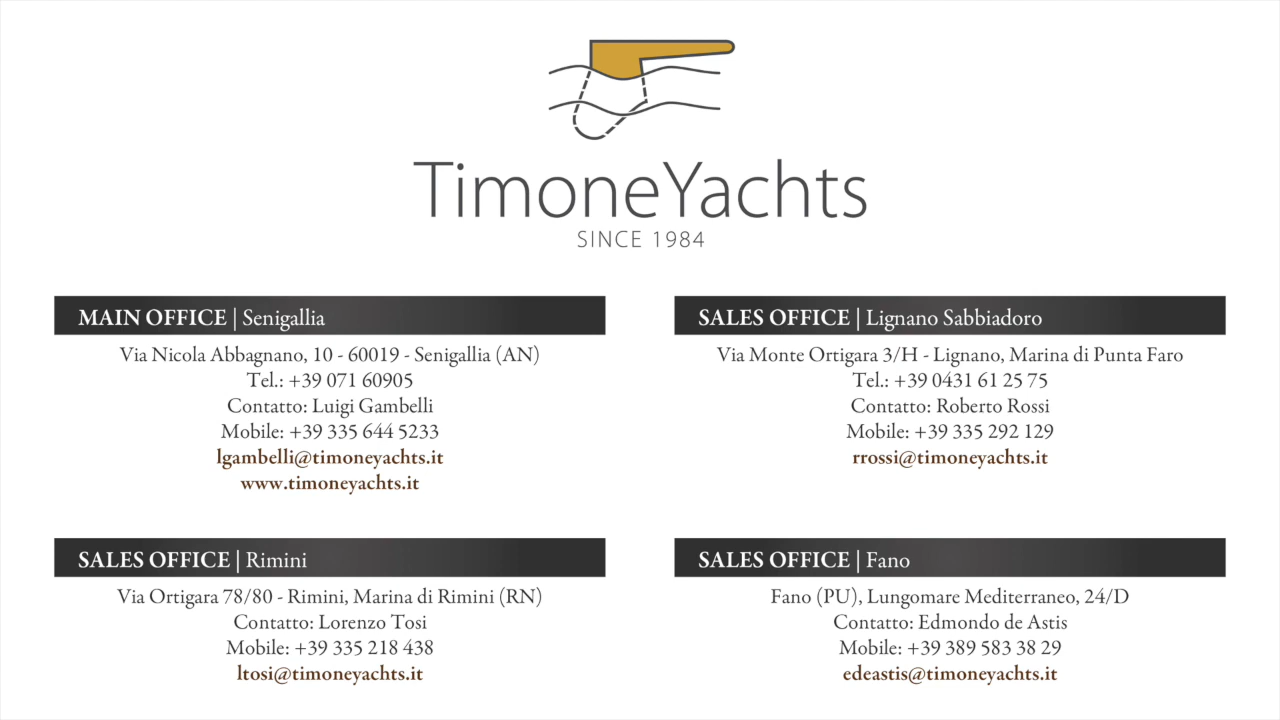 TimoneYachts
SINCE 1984
MAIN OFFICE | Senigallia
Via Nicola Abbagnano, 10 - 60019 - Senigallia (AN)
Tel.: +39 071 60905
Contatto: Luigi Gambelli
Mobile: +39 335 644 5233
lgambelli@timoneyachts.it
www.timoneyachts.it
SALES OFFICE | Lignano Sabbiadoro
Via Monte Ortigara 3/H - Lignano, Marina di Punta Faro
Tel.: +39 0431 61 25 75
Contatto: Roberto Rossi
Mobile: +39 335 292 129
rrossi@timoneyachts.it
SALES OFFICE | Rimini
Via Ortigara 78/80 - Rimini, Marina di Rimini (RN)
Contatto: Lorenzo Tosi
Mobile: +39 335 218 438
ltosi@timoneyachts.it
SALES OFFICE | Fano
Fano (PU), Lungomare Mediterraneo, 24/D
Contatto: Edmondo de Astis
Mobile: +39 389 583 38 29
edeastis@timoneyachts.it